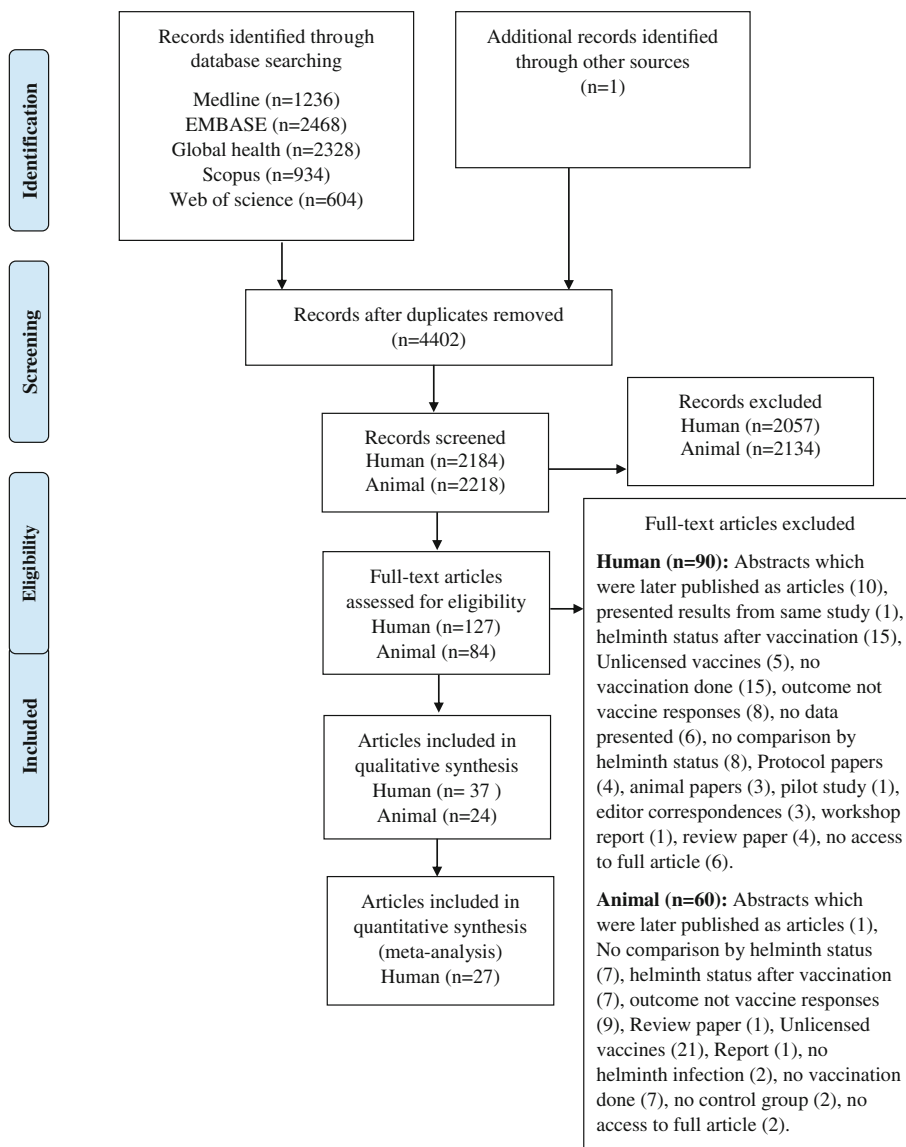 Identification
Records identified through
database searching
Medline (n=1236)
EMBASE (n=2468)
Global health (n=2328)
Scopus (n=934)
Web of science (n=604)
Additional records identified
through other sources
(n=1)
Screening
Records after duplicates removed
(n=4402)
Records screened
Human (n=2184)
Animal (n=2218)
Records excluded
Human (n=2057)
Animal (n=2134)
Eligibility
Full-text articles
assessed for eligibility
Human (n=127)
Animal (n=84)
Full-text articles excluded
Human (n=90): Abstracts which
were later published as articles (10),
presented results from same study (1),
helminth status after vaccination (15),
Unlicensed vaccines (5), no
vaccination done (15), outcome not
vaccine responses (8), no data
presented (6), no comparison by
helminth status (8), Protocol papers
(4), animal papers (3), pilot study (1),
editor correspondences (3), workshop
report (1), review paper (4), no access
to full article (6).
Animal (n=60): Abstracts which
were later published as articles (1),
No comparison by helminth status
(7), helminth status after vaccination
(7), outcome not vaccine responses
(9), Review paper (1), Unlicensed
vaccines (21), Report (1), no
helminth infection (2), no vaccination
done (7), no control group (2), no
access to full article (2).
Included
Articles included in
qualitative synthesis
Human (n= 37 )
Animal (n=24)
Articles included in
quantitative synthesis
(meta-analysis)
Human (n=27)